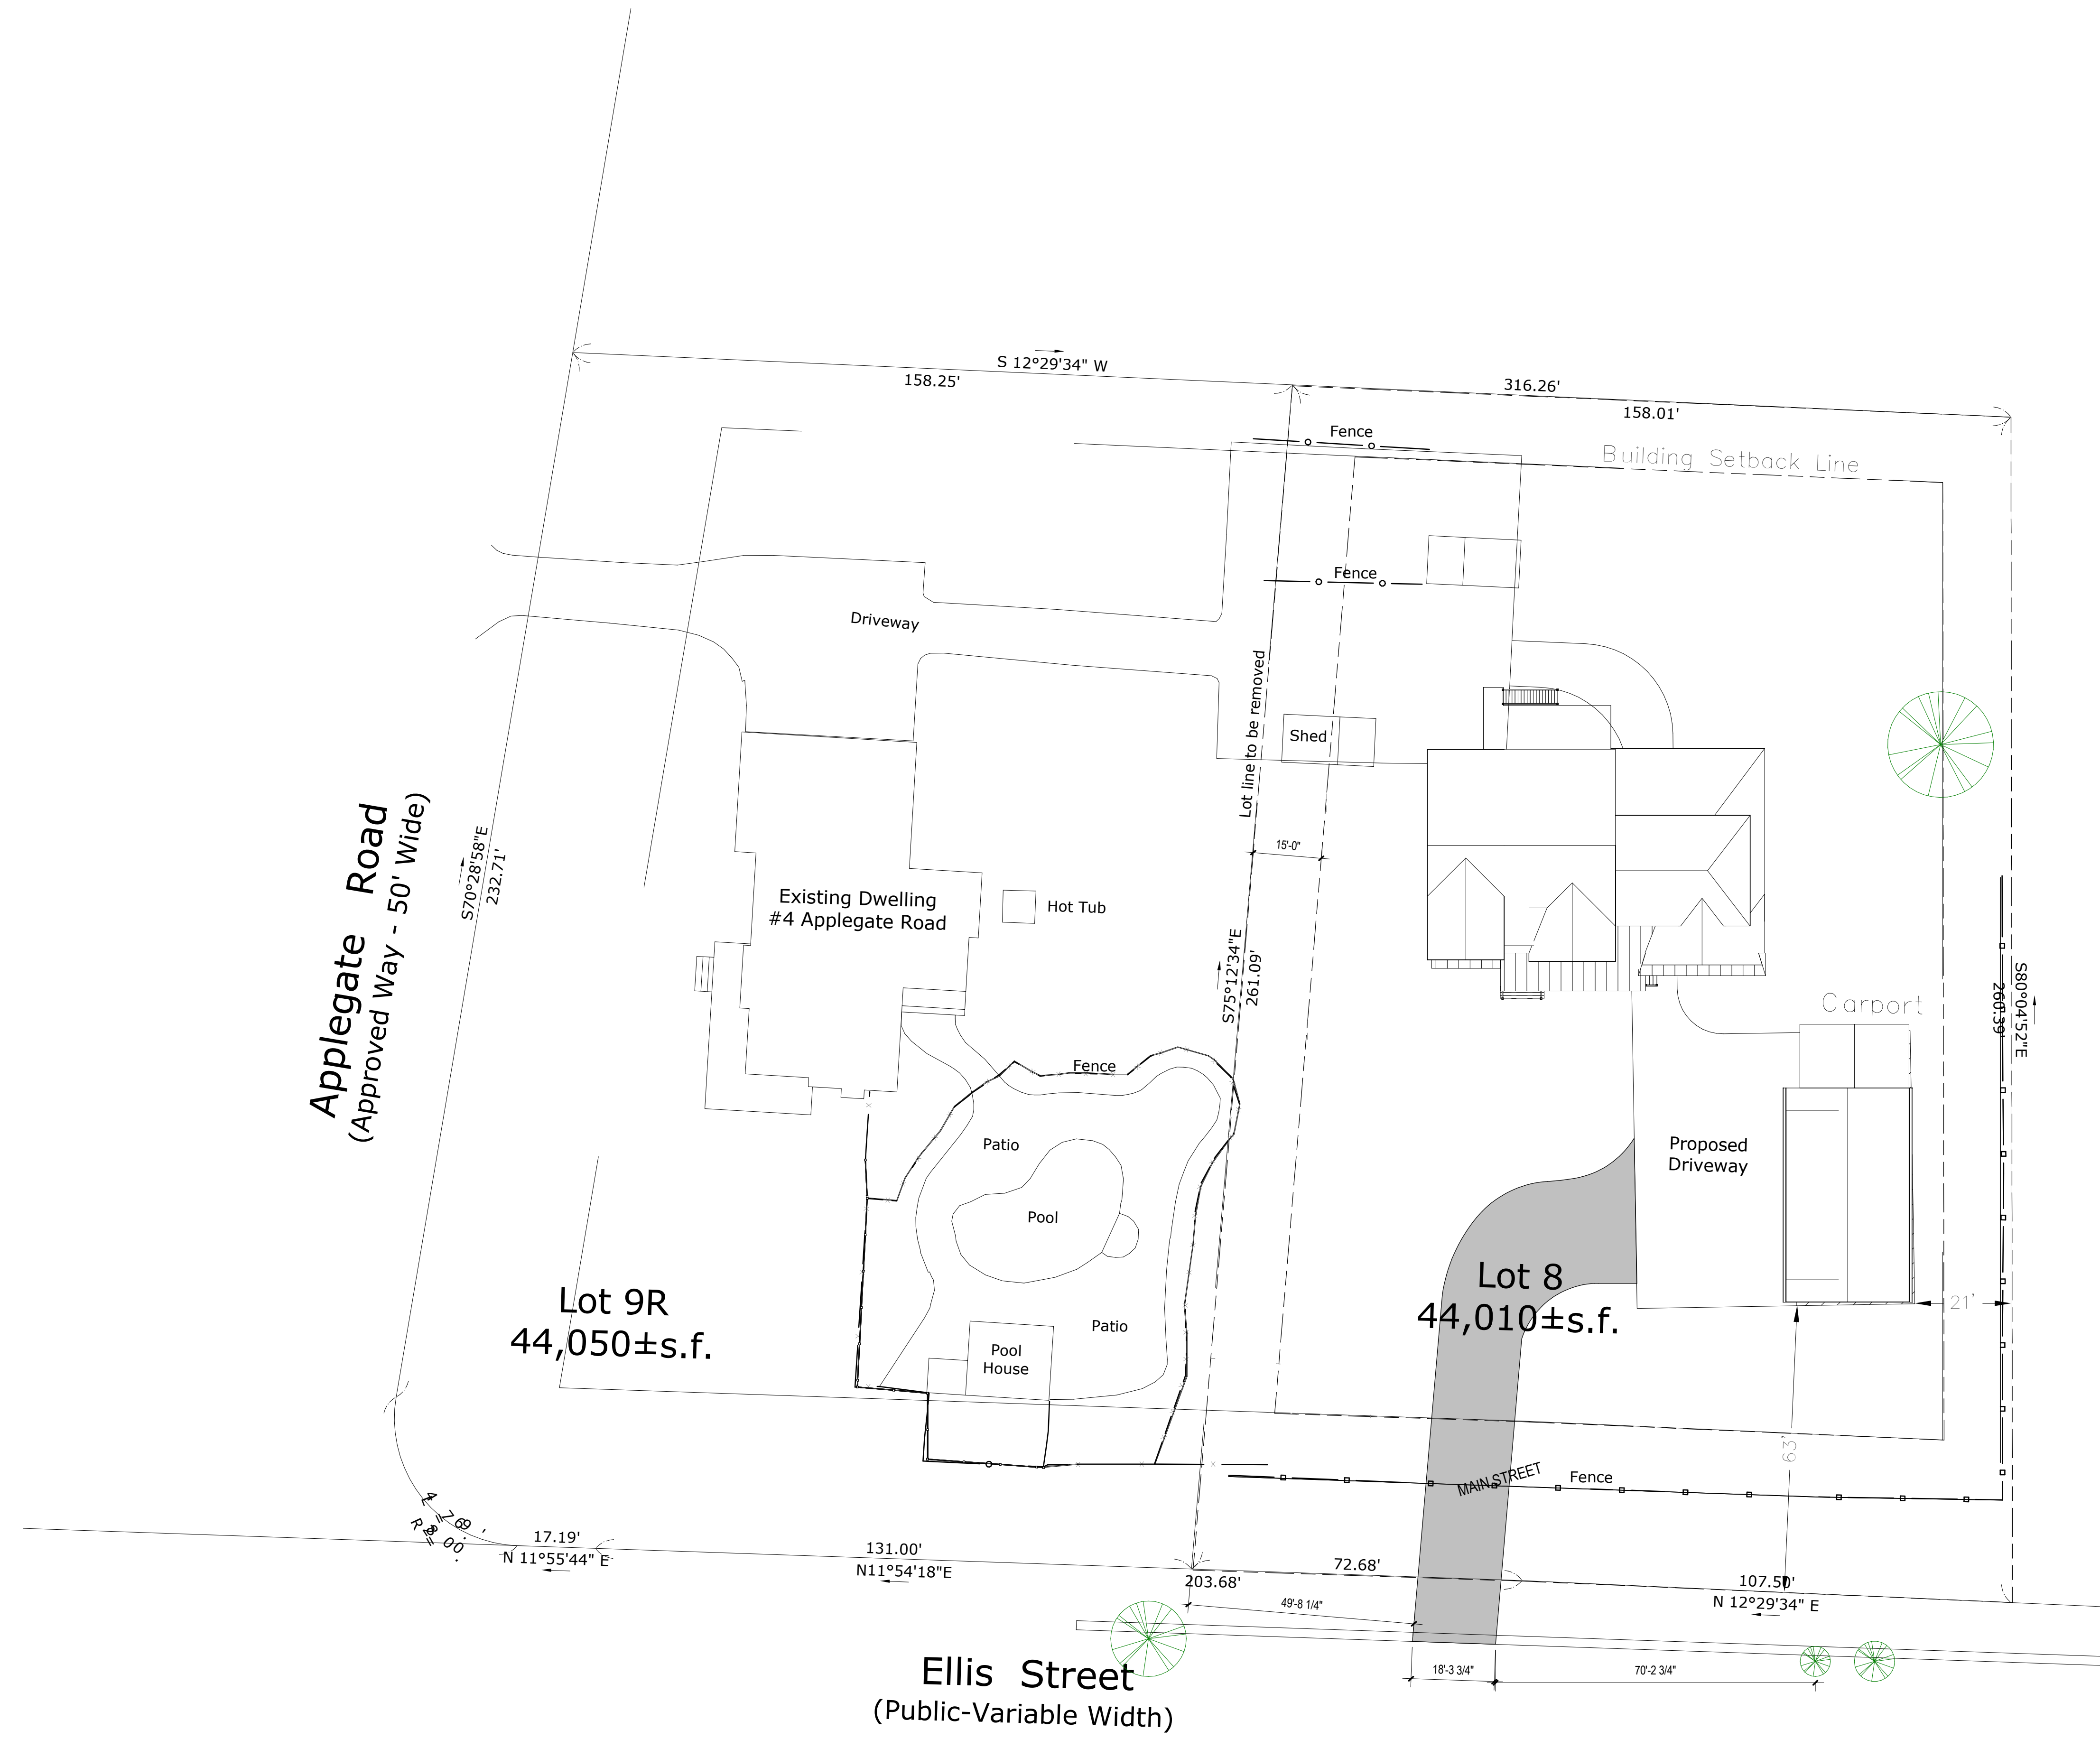 S 12°29'34" W
158.25'
316.26'
158.01'
Fence
Building Setback Line
Fence
Driveway
Lot line to be removed
Shed
Applegate Road
(Approved Way - 50' Wide)
S70°28'58"E
232.71'
15'-0"
Existing Dwelling
#4 Applegate Road
Hot Tub
S75°12'34"E
261.09'
S80°04'52"E
260.39'
Carport
Fence
Patio
Proposed
Driveway
Pool
Lot 9R
44,050±s.f.
Lot 8
44,010±s.f.
21'
Patio
Pool
House
63'
MAIN STREET
Fence
17.19'
N 11°55'44" E
131.00'
N11°54'18"E
72.68'
203.68'
107.50'
N 12°29'34" E
49'-8 1/4"
Ellis Street
(Public-Variable Width)
18'-3 3/4"
70'-2 3/4"